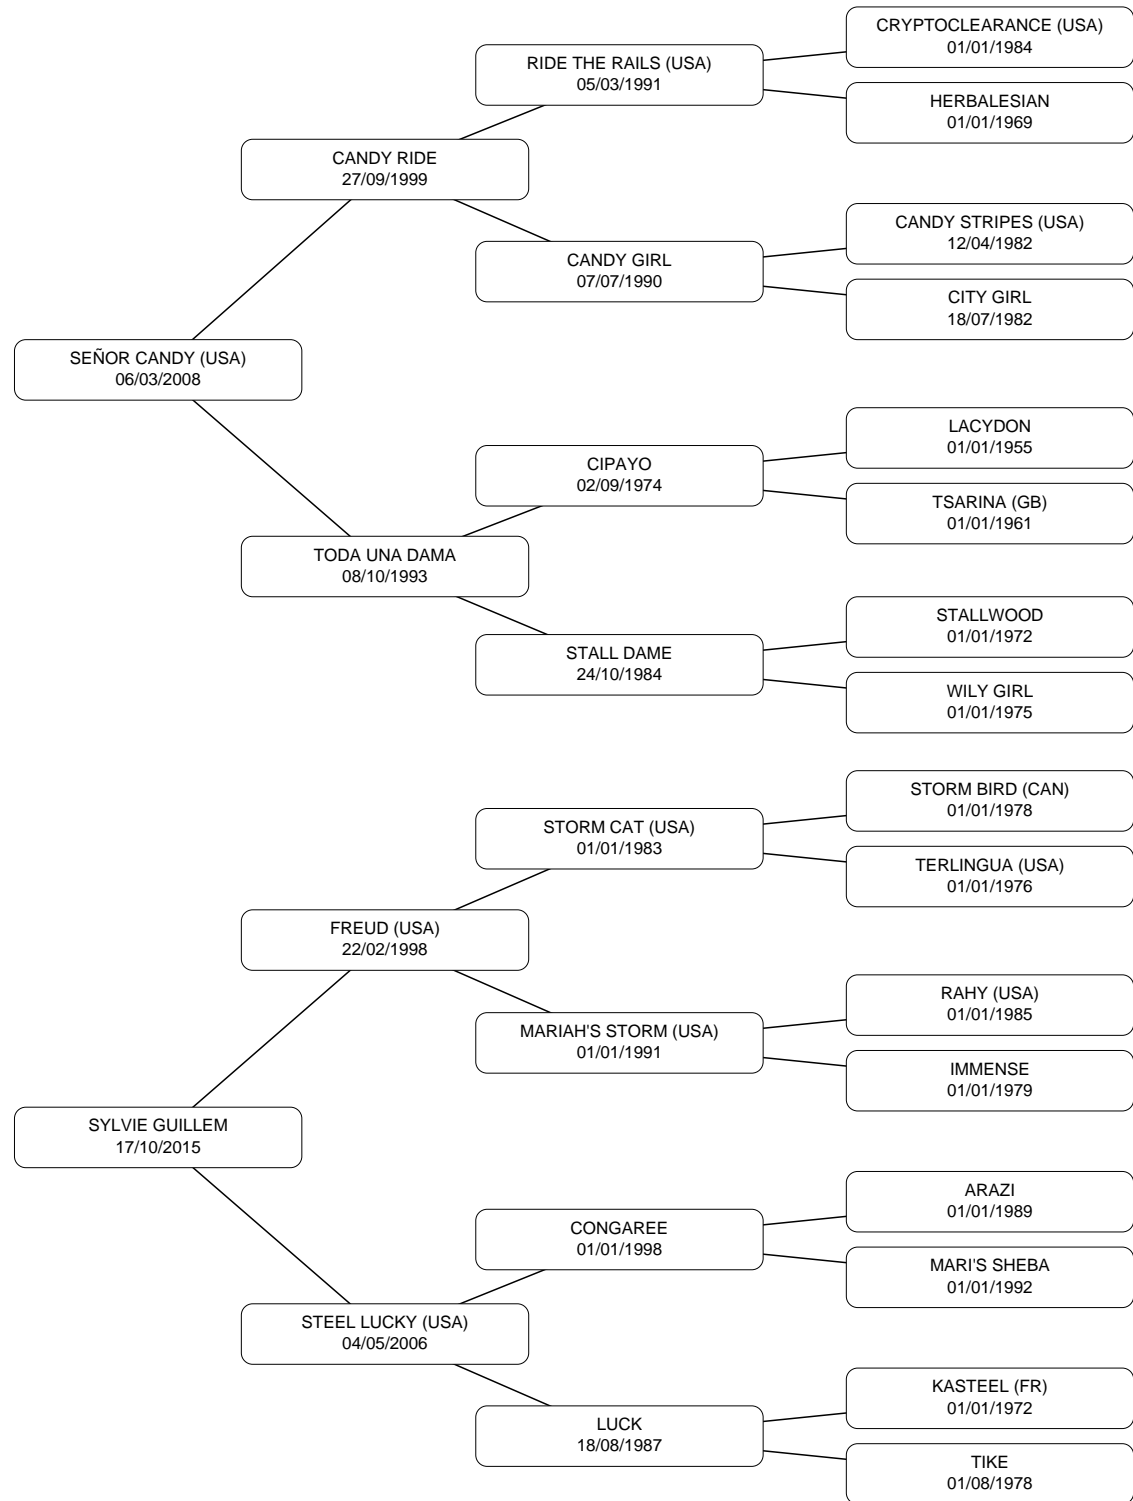 CRYPTOCLEARANCE (USA)
01/01/1984
RIDE THE RAILS (USA)
05/03/1991
HERBALESIAN
01/01/1969
CANDY RIDE
27/09/1999
CANDY STRIPES (USA)
12/04/1982
CANDY GIRL
07/07/1990
CITY GIRL
18/07/1982
SEÑOR CANDY (USA)
06/03/2008
LACYDON
01/01/1955
CIPAYO
02/09/1974
TSARINA (GB)
01/01/1961
TODA UNA DAMA
08/10/1993
STALLWOOD
01/01/1972
STALL DAME
24/10/1984
WILY GIRL
01/01/1975
STORM BIRD (CAN)
01/01/1978
STORM CAT (USA)
01/01/1983
TERLINGUA (USA)
01/01/1976
FREUD (USA)
22/02/1998
RAHY (USA)
01/01/1985
MARIAH'S STORM (USA)
01/01/1991
IMMENSE
01/01/1979
SYLVIE GUILLEM
17/10/2015
ARAZI
01/01/1989
CONGAREE
01/01/1998
MARI'S SHEBA
01/01/1992
STEEL LUCKY (USA)
04/05/2006
KASTEEL (FR)
01/01/1972
LUCK
18/08/1987
TIKE
01/08/1978